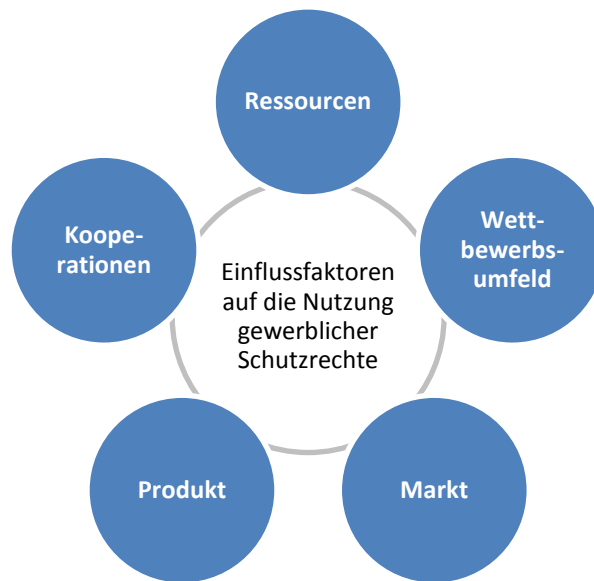 Ressourcen
Wett-
bewerbs-
umfeld
Markt
Produkt
Koope-
rationen
Einflussfaktoren
auf die Nutzung
gewerblicher
Schutzrechte